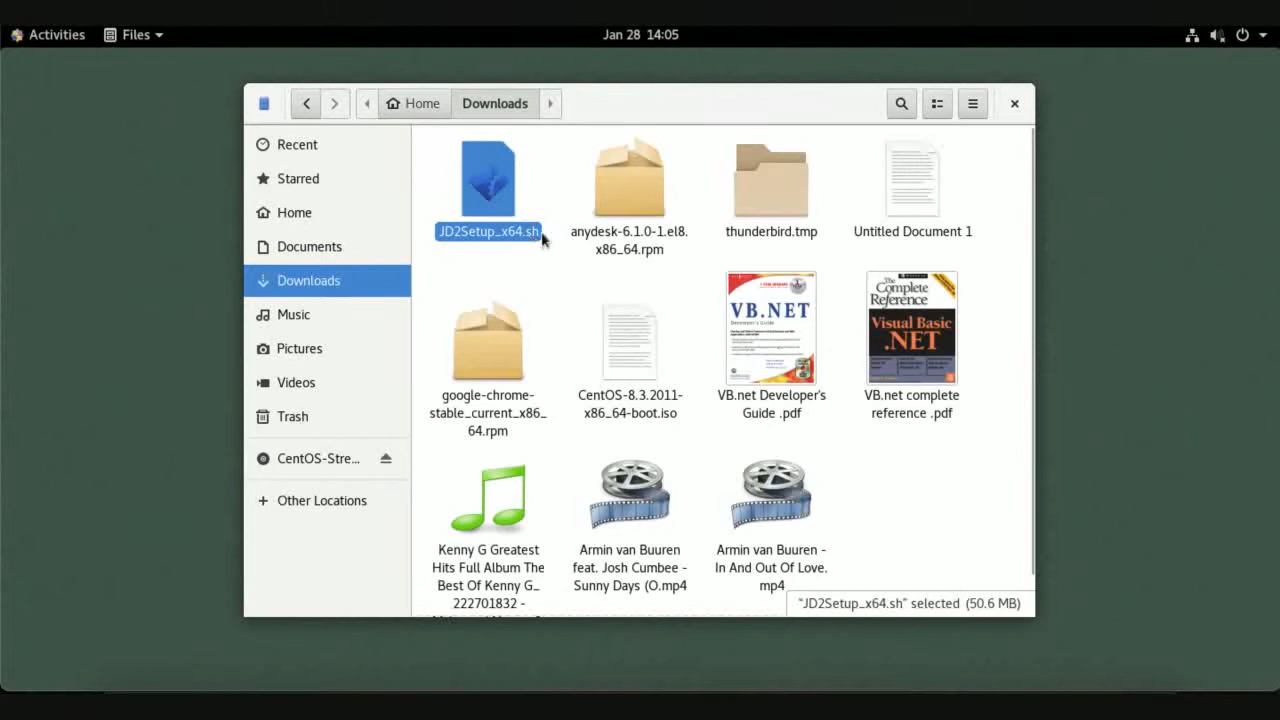 Activities
Files
Jan 28 14:05
Home
Downloads
Recent
Starred
Home
Documents
Downloads
Music
Pictures
Videos
Trash
CentOS-Stre...
Other Locations
JD2Setup_x64.sh
anydesk-6.1.0-1.el8.
x86_64.rpm
thunderbird.tmp
Untitled Document 1
VB.NET
Developer's Guide
The
Complete
Reference
Visual Basic
.NET
google-chrome-
stable_current_x86_
64.rpm
CentOS-8.3.2011-
x86_64-boot.iso
VB.net Developer's
Guide .pdf
VB.net complete
reference .pdf
Kenny G Greatest
Hits Full Album The
Best Of Kenny G_
222701832 -
Armin van Buuren
feat. Josh Cumbee -
Sunny Days (O.mp4
Armin van Buuren -
In And Out Of Love.
mp4
"JD2Setup_x64.sh" selected (50.6 MB)